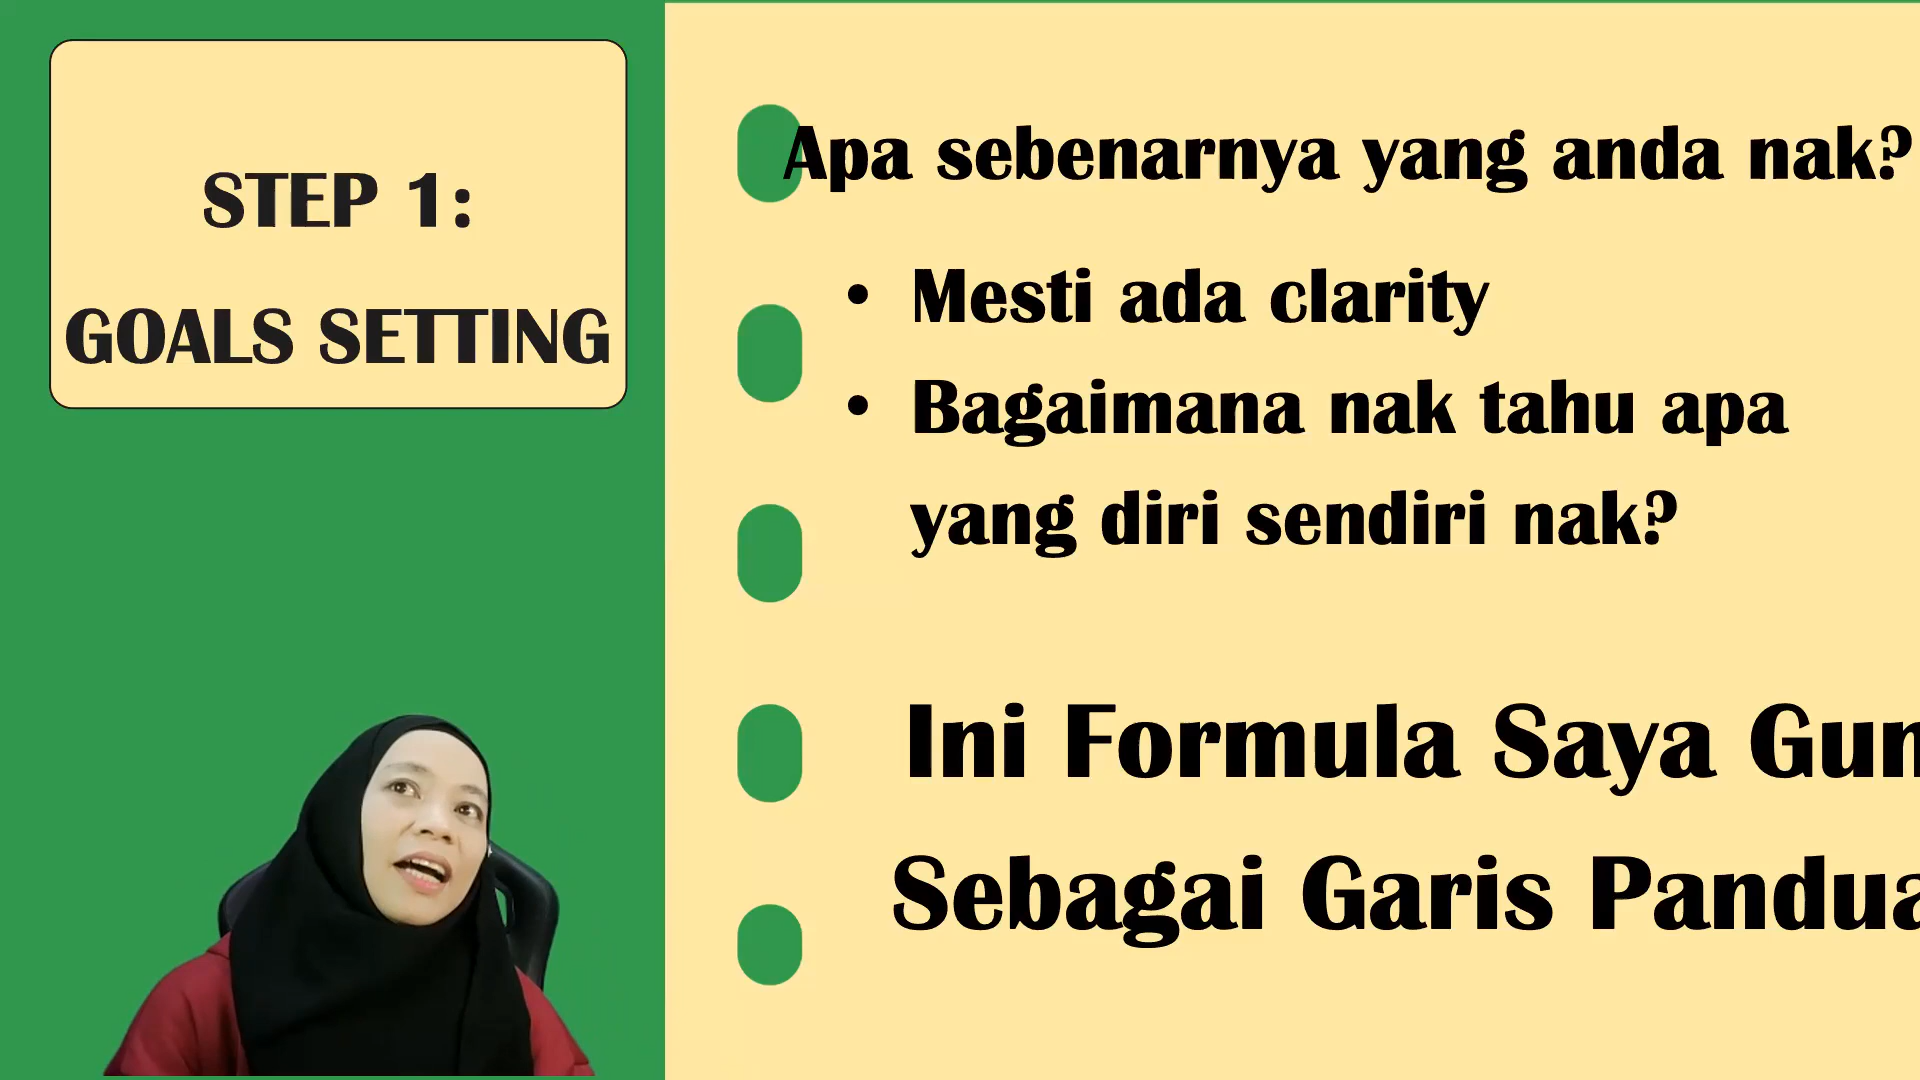 STEP 1:
GOALS SETTING
Apa sebenarnya yang anda nak?
• Mesti ada clarity
• Bagaimana nak tahu apa
yang diri sendiri nak?
Ini Formula Saya
Sebagai Garis